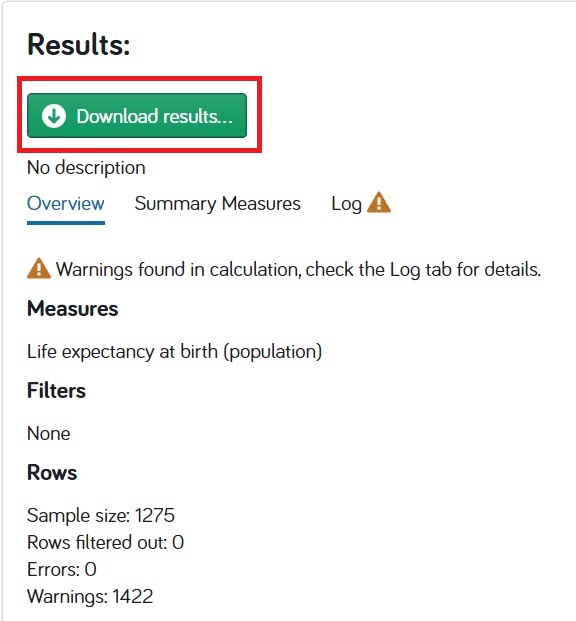 Results:
Download results...
No description
Overview Summary Measures Log
Warnings found in calculation, check the Log tab for details.
Measures
Life expectancy at birth (population)
Filters
None
Rows
Sample size: 1275
Rows filtered out: 0
Errors: 0
Warnings: 1422